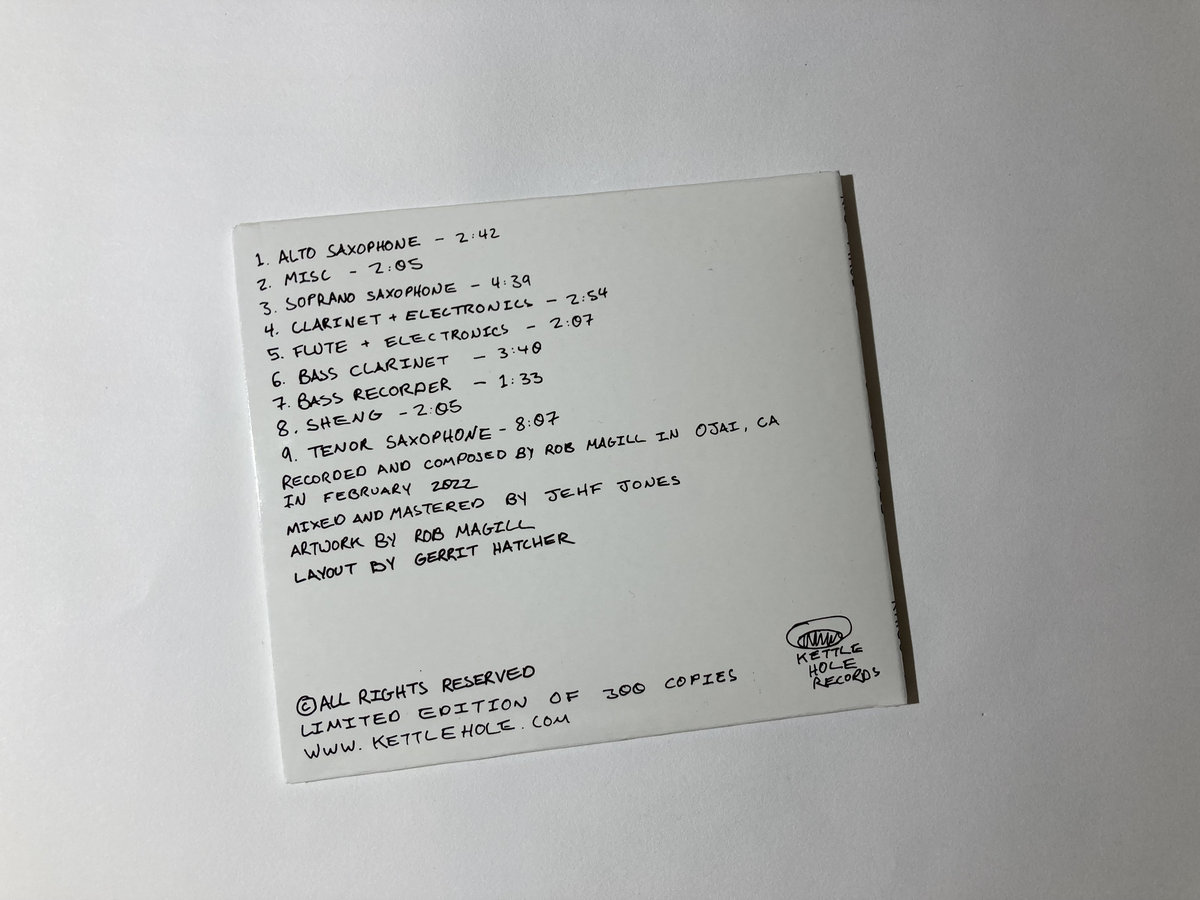 1. ALTO SAXOPHONE - 2:42
2. MISC - 2:05
3. SOPRANO SAXOPHONE - 4:39
4. CLARINET + ELECTRONICS - 2:54
5. FLUTE + ELECTRONICS - 2:07
6. BASS CLARINET - 3:40
7. BASS RECORDER - 1:33
8. SHENG - 2:05
9. TENOR SAXOPHONE - 8:07
RECORDED AND COMPOSED BY ROB MAGILL IN OJAI, CA
IN FEBRUARY 2022
MIXED AND MASTERED BY JEHF JONES
ARTWORK BY ROB MAGILL
LAYOUT BY GERRIT HATCHER
©ALL RIGHTS RESERVED
LIMITED EDITION OF 300 COPIES
WWW.KETTLEHOLE.COM
KETTLE
HOLE
RECORDS